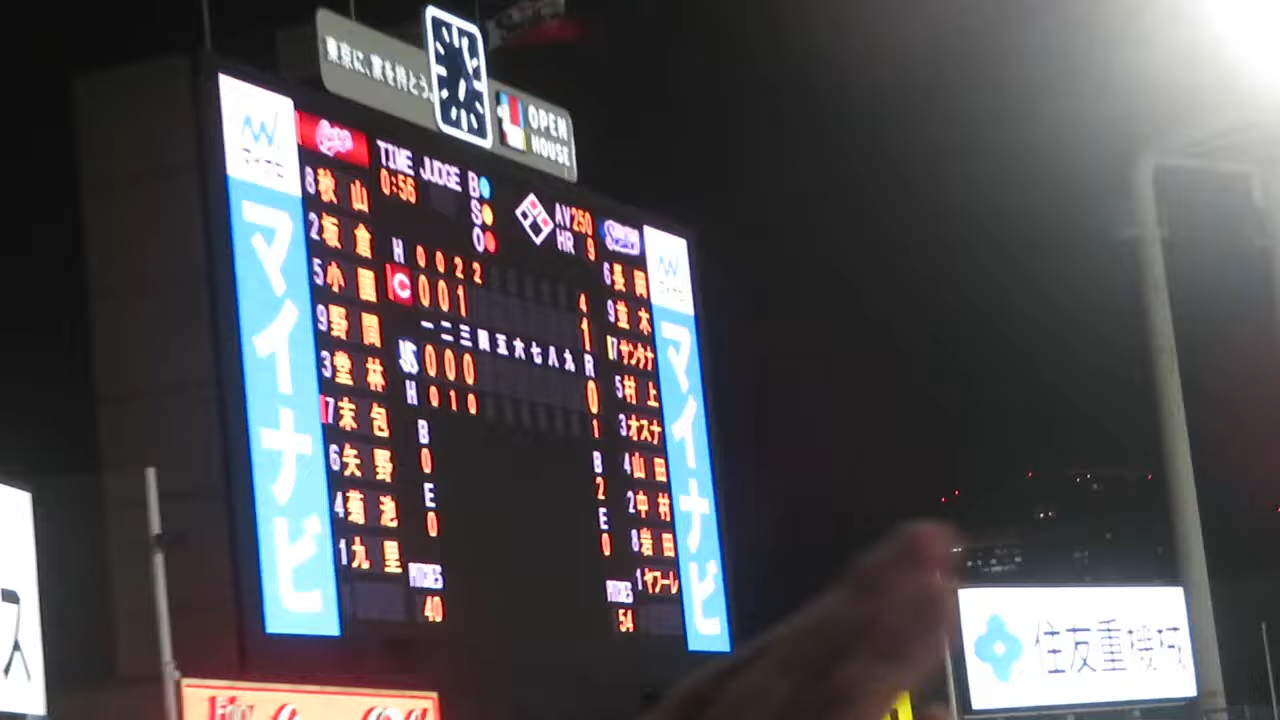 東京に、家を持とう。
OPEN
HOUSE
マイナビ
TIME JUDGE
0:56
B
S
O
AV250
HR 9
8秋山
2坂倉
5小園
9野間
3堂林
7末包
6矢野
4菊池
1九里
H 0 0 2 2 4
C 0 0 1 1
一二三四五六七八九 R
0 0 0 0
H 0 1 0 1
B 0
E 0
B 2
E 0
40
54
6長岡
9並木
7サンタナ
5村上
3オスナ
4山田
2中村
8岩田
1ヤフーレ
マイナビ
住友重機械
ス